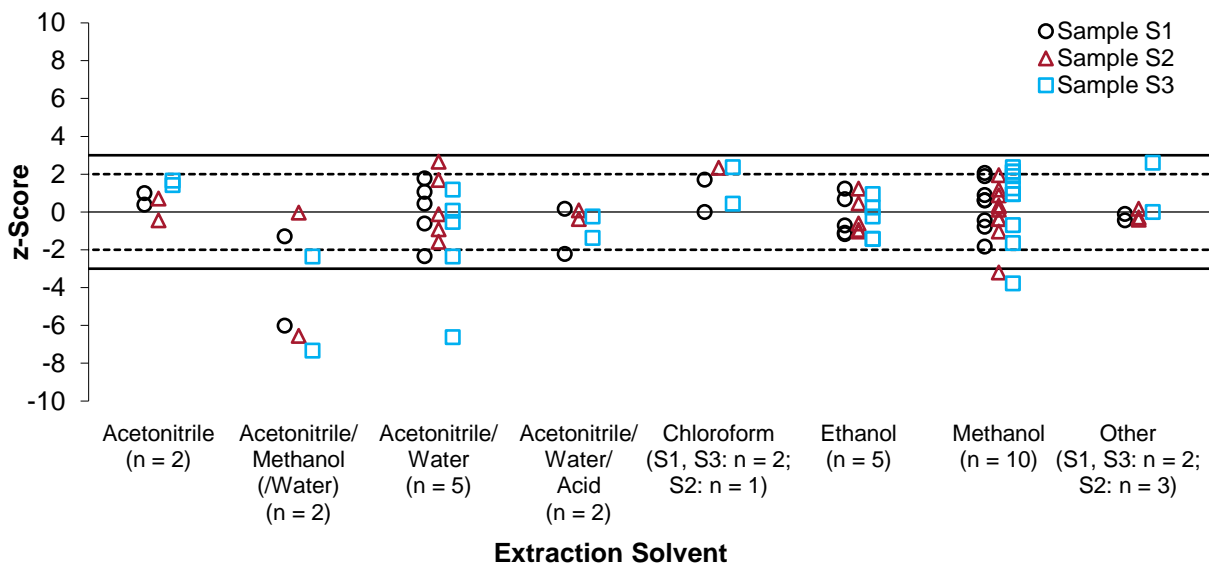 10
8
6
4
2
0
-2
-4
-6
-8
-10
z-Score
Sample S1
Sample S2
Sample S3
Acetonitrile
(n = 2)
Acetonitrile/
Methanol
(/Water)
(n = 2)
Acetonitrile/
Water
(n = 5)
Acetonitrile/
Water/
Acid
(n = 2)
Chloroform
(S1, S3: n = 2;
S2: n = 1)
Ethanol
(n = 5)
Methanol
(n = 10)
Other
(S1, S3: n = 2;
S2: n = 3)
Extraction Solvent